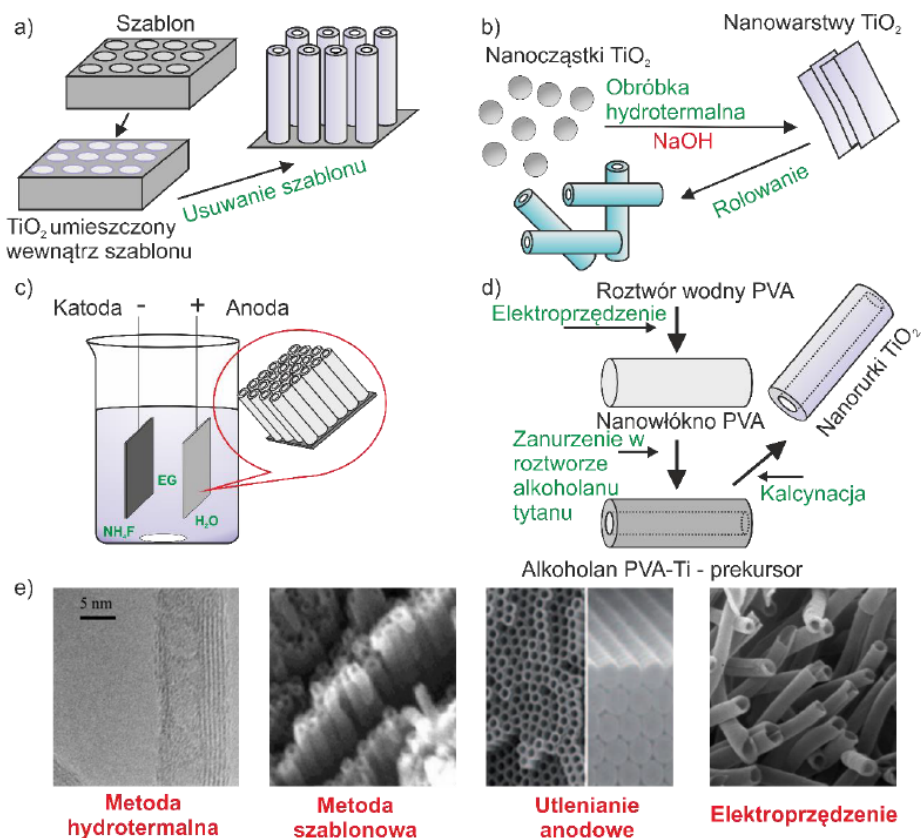 a)
Szablon
TiO₂ umieszczony
wewnątrz szablonu
Usuwanie szablonu
b)
Nanocząstki TiO₂
Nanowarstwy TiO₂
Obróbka
hydrotermalna
NaOH
Rolowanie
c)
Katoda - + Anoda
EG
NH₄F
H₂O
d)
Roztwór wodny PVA
Elektroprzędzenie
Nanowłókno PVA
Nanorurki TiO₂
Zanurzenie w
roztworze
alkoholanu
tytanu
Kalcynacja
Alkoholan PVA-Ti - prekursor
e)
5 nm
Metoda
hydrotermalna
Metoda
szablonowa
Utlenianie
anodowe
Elektroprzędzenie